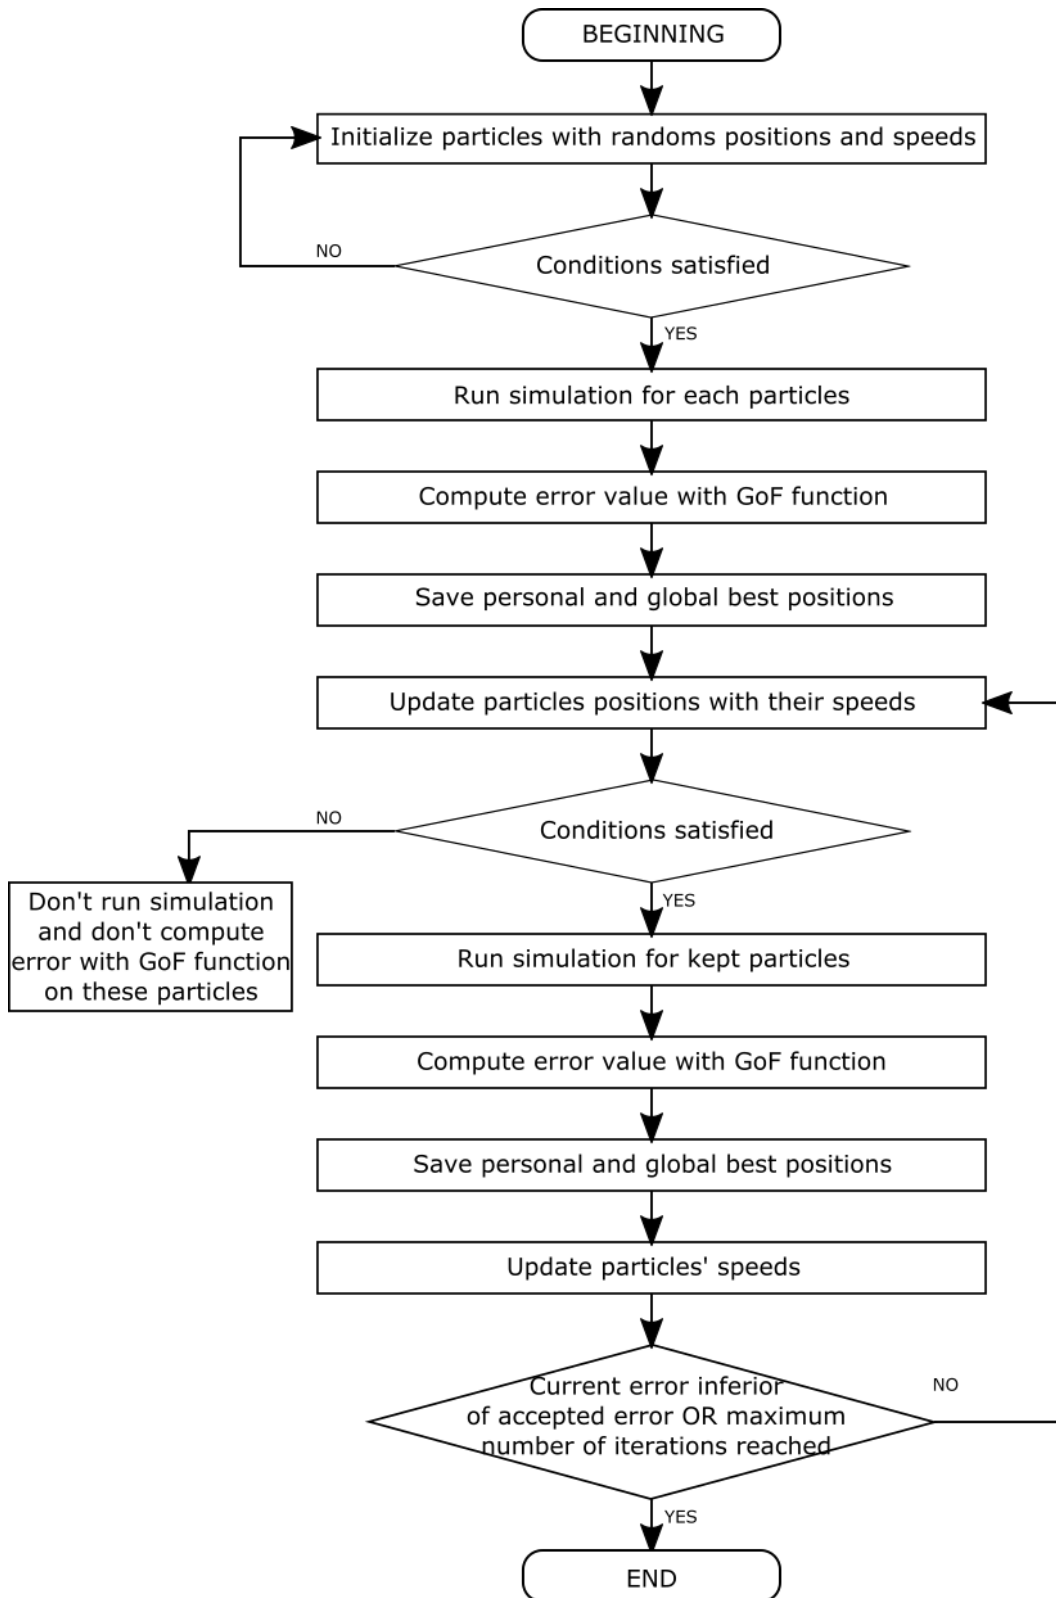 BEGINNING
Initialize particles with randoms positions and speeds
NO
Conditions satisfied
YES
Run simulation for each particles
Compute error value with GoF function
Save personal and global best positions
Update particles positions with their speeds
NO
Conditions satisfied
YES
Don't run simulation
and don't compute
error with GoF function
on these particles
Run simulation for kept particles
Compute error value with GoF function
Save personal and global best positions
Update particles' speeds
Current error inferior
of accepted error OR maximum
number of iterations reached
NO
YES
END